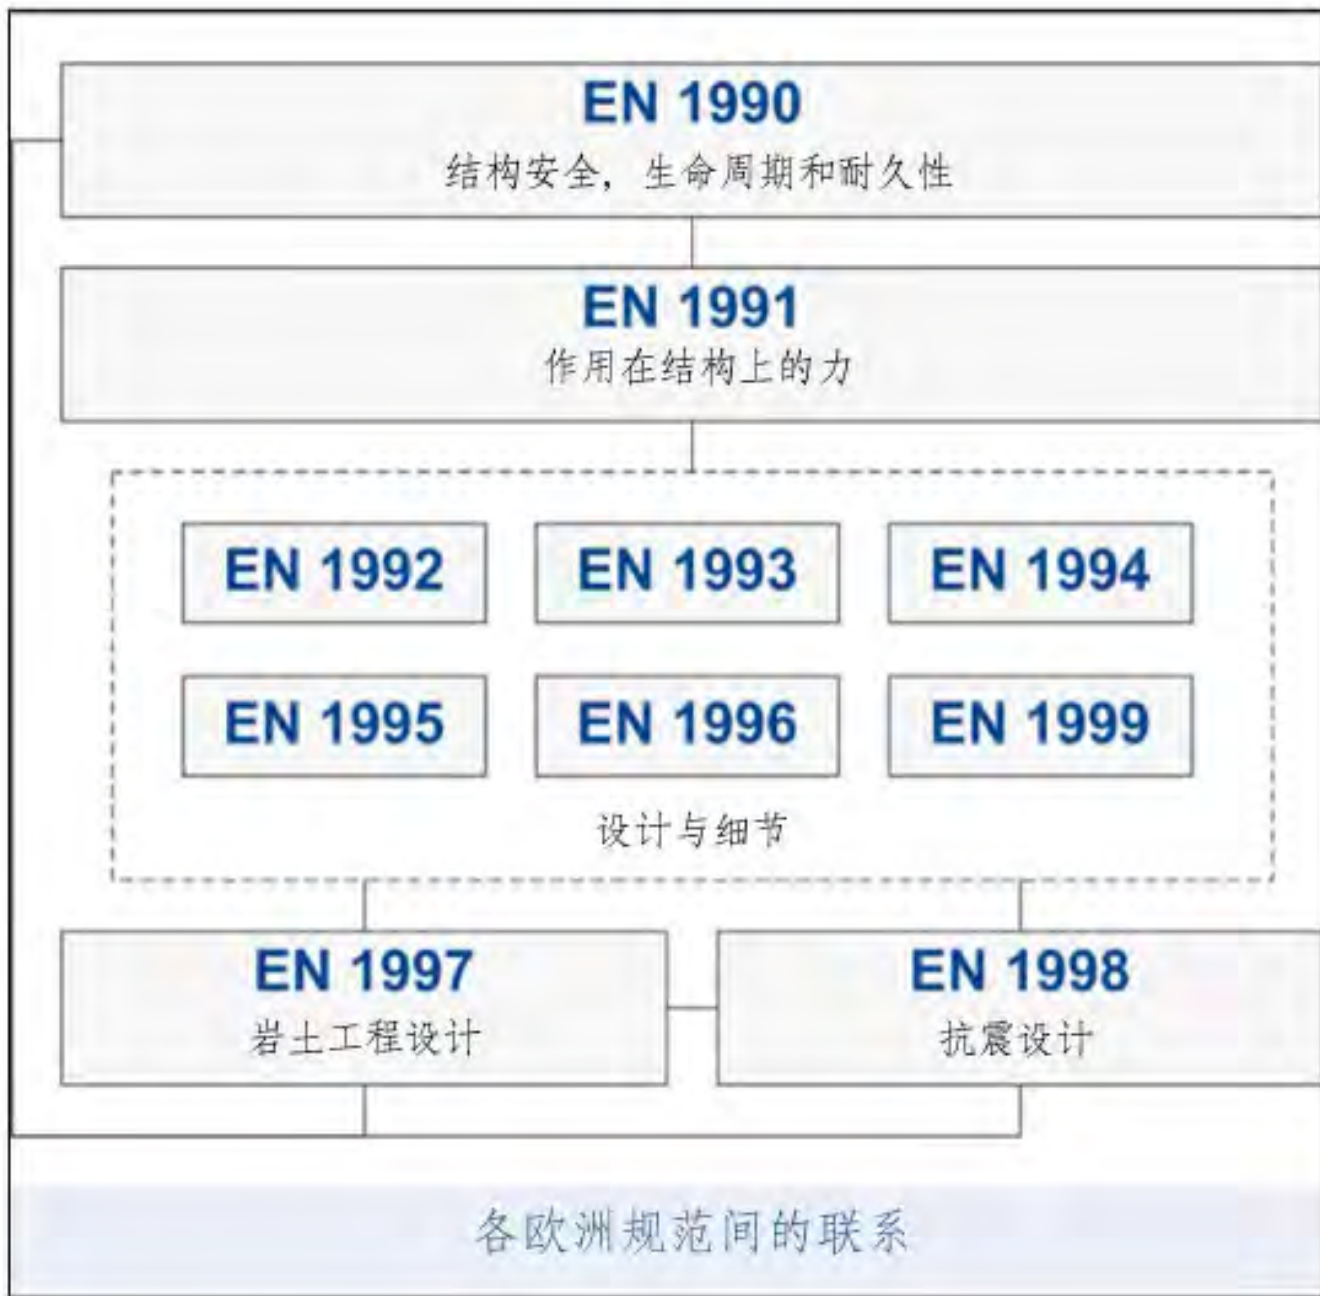 EN 1990
结构安全，生命周期和耐久性
EN 1991
作用在结构上的力
EN 1992
EN 1993
EN 1994
EN 1995
EN 1996
EN 1999
设计与细节
EN 1997
岩土工程设计
EN 1998
抗震设计
各欧洲规范间的联系